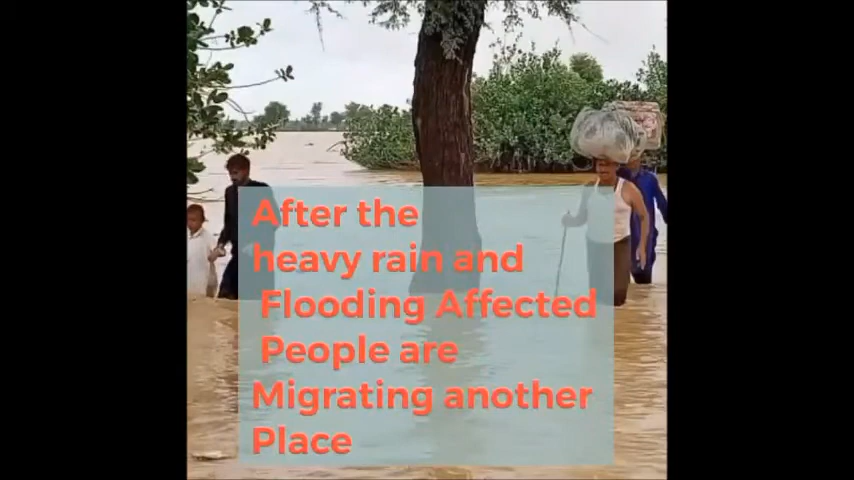 After the
heavy rain and
Flooding Affected
People are
Migrating another
Place